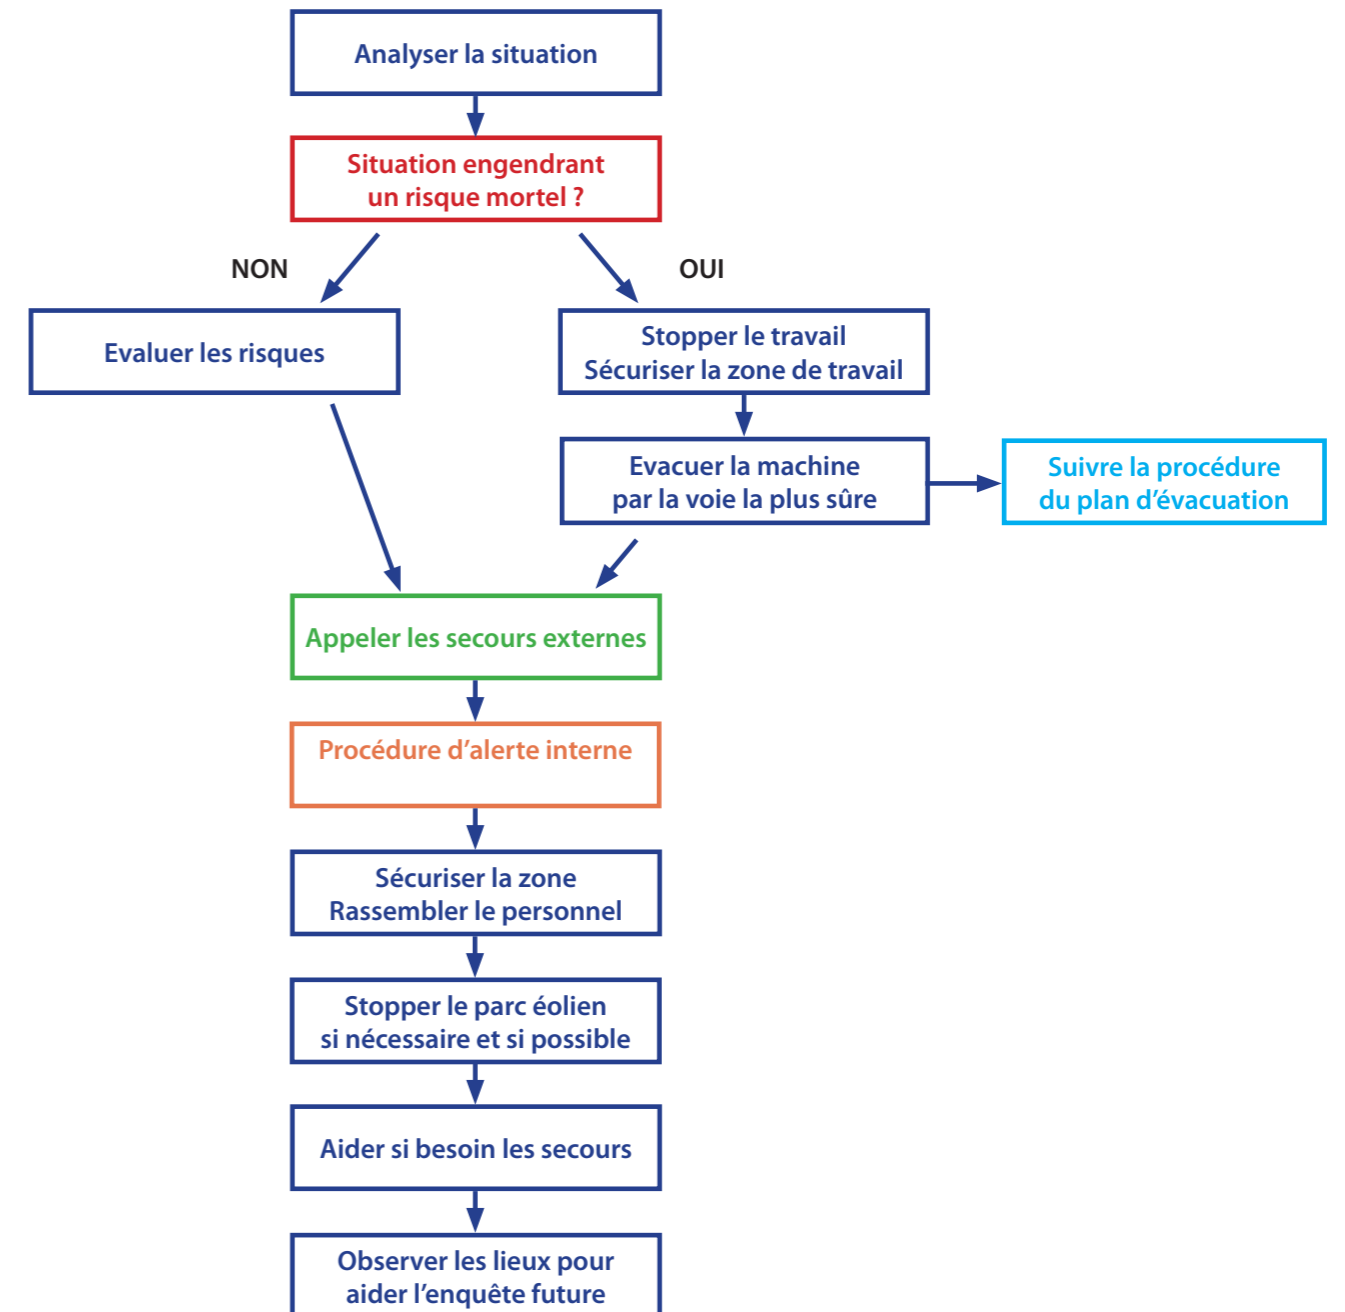 Analyser la situation
Situation engendrant
un risque mortel ?
NON
OUI
Evaluer les risques
Stopper le travail
Sécuriser la zone de travail
Evacuer la machine
par la voie la plus sûre
Suivre la procédure
du plan d’évacuation
Appeler les secours externes
Procédure d’alerte interne
Sécuriser la zone
Rassembler le personnel
Stopper le parc éolien
si nécessaire et si possible
Aider si besoin les secours
Observer les lieux pour
aider l’enquête future